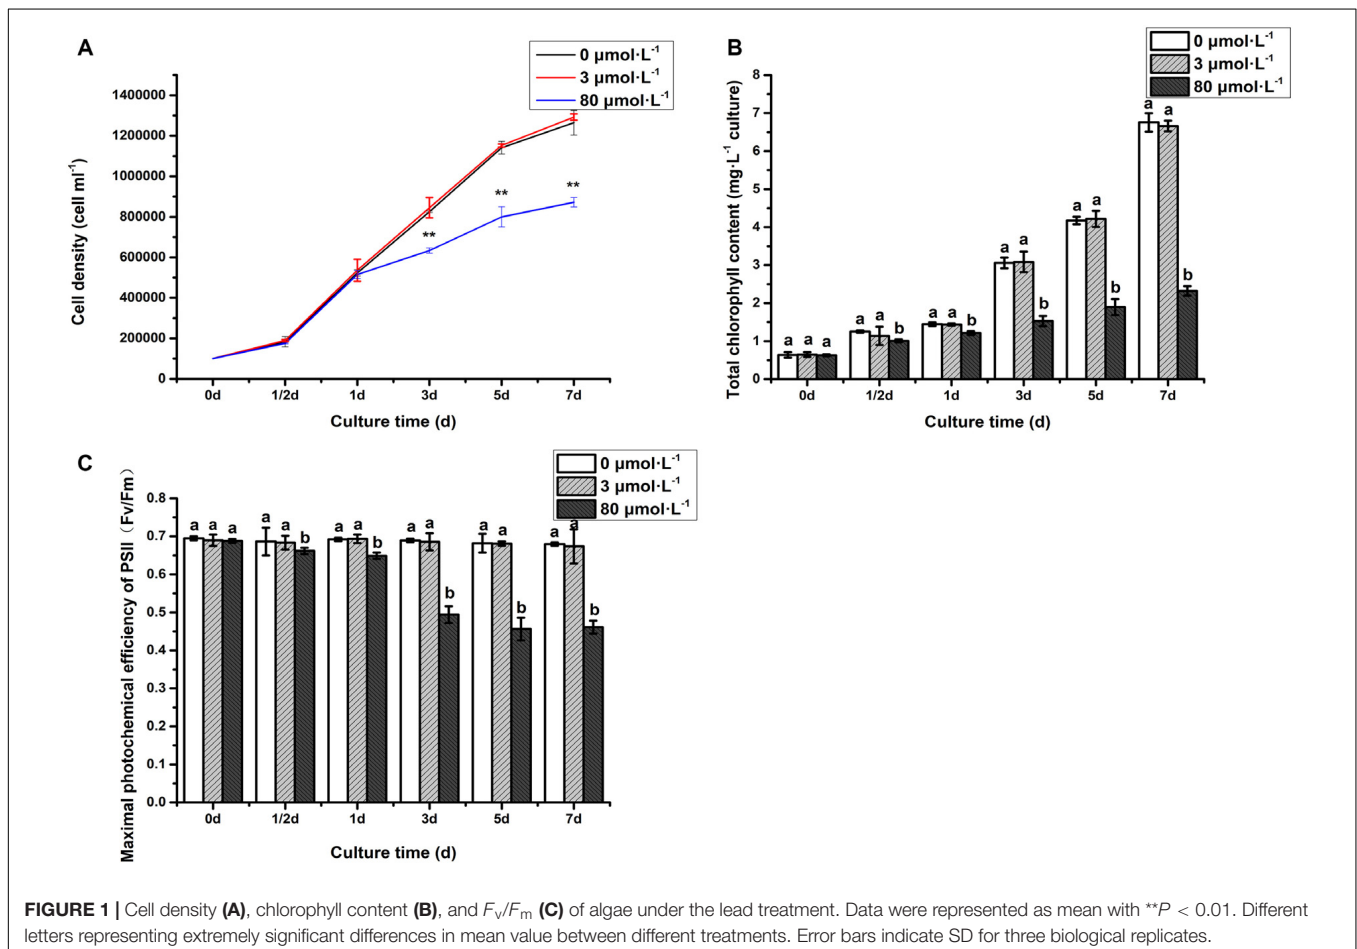 A
0 µmol·L-1
3 µmol·L-1
80 µmol·L-1
1400000
1200000
1000000
800000
600000
400000
200000
0
Cell density (cell ml-1)
**
**
**
0d 1/2d 1d 3d 5d 7d
Culture time (d)
B
0 µmol·L-1
3 µmol·L-1
80 µmol·L-1
8
7
6
5
4
3
2
1
0
Total chlorophyll content (mg·L-1 culture)
a a a
a a b
a a b
a a b
a a b
a a b
0d 1/2d 1d 3d 5d 7d
Culture time (d)
C
0 µmol·L-1
3 µmol·L-1
80 µmol·L-1
0.8
0.7
0.6
0.5
0.4
0.3
0.2
0.1
0.0
Maximal photochemical efficiency of PSII（Fv/Fm）
a a a
a a b
a a b
a a b
a a b
a a b
0d 1/2d 1d 3d 5d 7d
Culture time (d)
FIGURE 1 | Cell density (A), chlorophyll content (B), and Fv/Fm (C) of algae under the lead treatment. Data were represented as mean with **P < 0.01. Different
letters representing extremely significant differences in mean value between different treatments. Error bars indicate SD for three biological replicates.